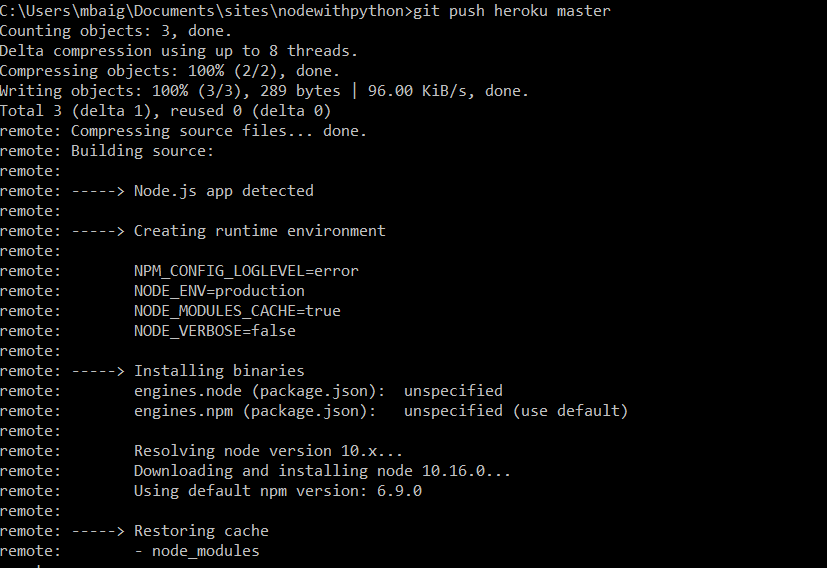 C:\Users\mbaig\Documents\sites\nodewithpython>git push heroku master
Counting objects: 3, done.
Delta compression using up to 8 threads.
Compressing objects: 100% (2/2), done.
Writing objects: 100% (3/3), 289 bytes | 96.00 KiB/s, done.
Total 3 (delta 1), reused 0 (delta 0)
remote: Compressing source files... done.
remote: Building source:
remote:
remote: -----> Node.js app detected
remote:
remote: -----> Creating runtime environment
remote:
remote:        NPM_CONFIG_LOGLEVEL=error
remote:        NODE_ENV=production
remote:        NODE_MODULES_CACHE=true
remote:        NODE_VERBOSE=false
remote:
remote: -----> Installing binaries
remote:        engines.node (package.json):  unspecified
remote:        engines.npm (package.json):   unspecified (use default)
remote:
remote:        Resolving node version 10.x...
remote:        Downloading and installing node 10.16.0...
remote:        Using default npm version: 6.9.0
remote:
remote: -----> Restoring cache
remote:        - node_modules